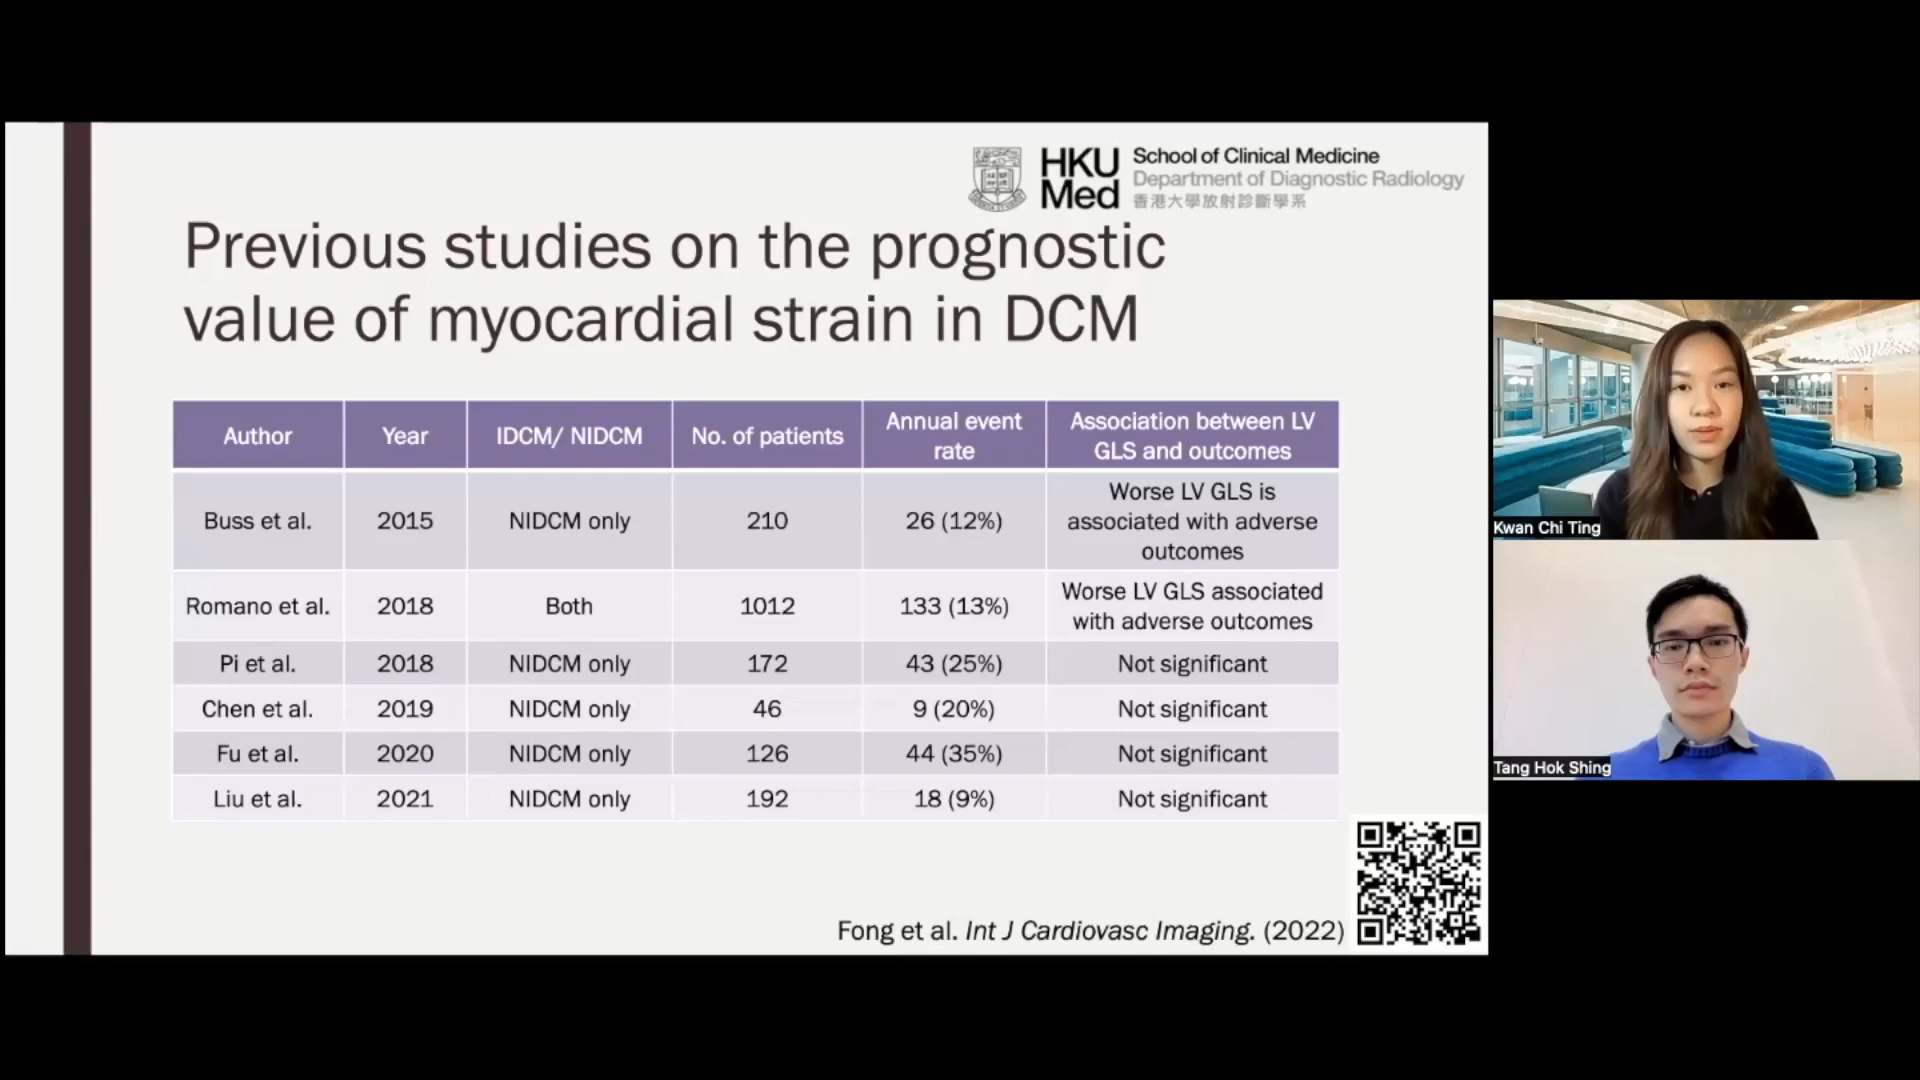 HKU
Med
School of Clinical Medicine
Department of Diagnostic Radiology
香港大學放射診斷學系
Previous studies on the prognostic
value of myocardial strain in DCM
Author Year IDCM/ NIDCM No. of patients Annual event rate Association between LV GLS and outcomes
Buss et al. 2015 NIDCM only 210 26 (12%) Worse LV GLS is associated with adverse outcomes
Romano et al. 2018 Both 1012 133 (13%) Worse LV GLS associated with adverse outcomes
Pi et al. 2018 NIDCM only 172 43 (25%) Not significant
Chen et al. 2019 NIDCM only 46 9 (20%) Not significant
Fu et al. 2020 NIDCM only 126 44 (35%) Not significant
Liu et al. 2021 NIDCM only 192 18 (9%) Not significant
Fong et al. Int J Cardiovasc Imaging. (2022)
Kwan Chi Ting
Tang Hok Shing